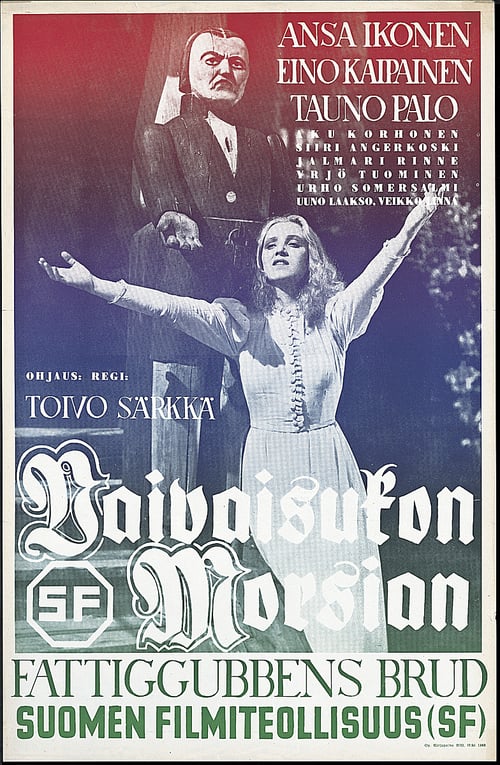 ANSA IKONEN
EINO KAIPAINEN
TAUNO PALO
AKU KORHONEN
SIIRI ANGERKOSKI
JALMARI RINNE
YRJÖ TUOMINEN
URHO SOMERSALMI
UUNO LAAKSO, VEIKKO LINNA
OHJAUS: REGI:
TOIVO SÄRKKÄ
Vaivaisukon
SF
Morsian
FATTIGGUBBENS BRUD
SUOMEN FILMITEOLLISUUS (SF)